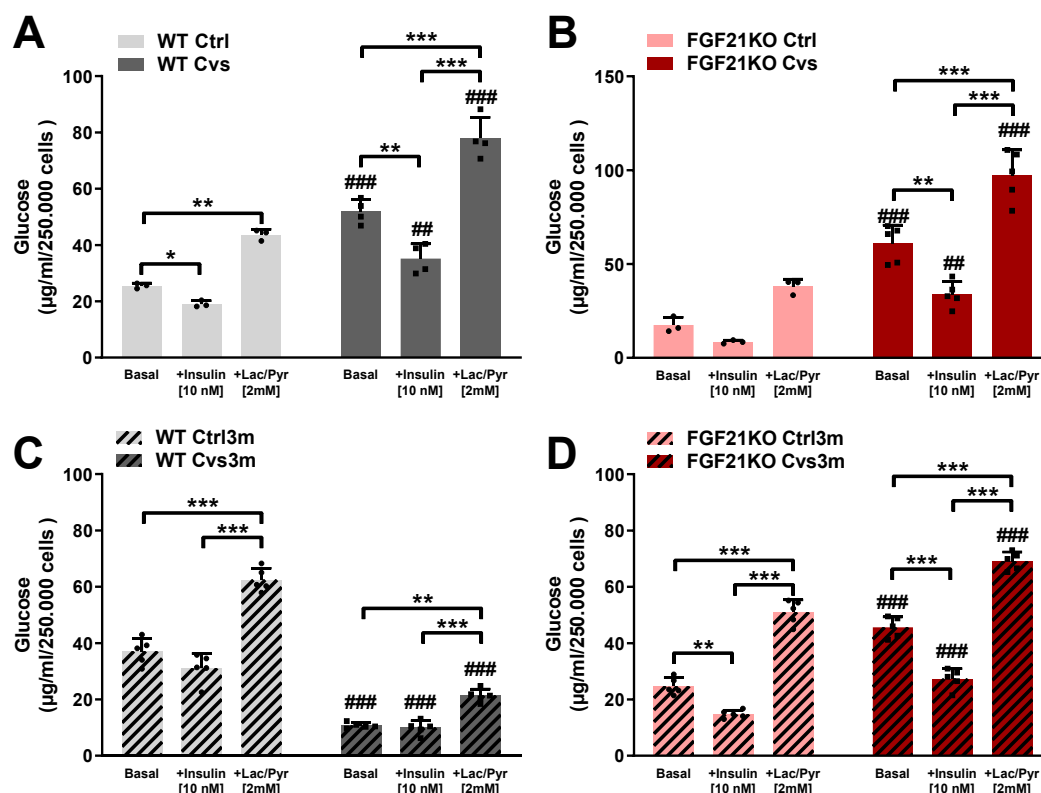 A
WT Ctrl
WT Cvs
Glucose
(µg/ml/250.000 cells )
100
80
60
40
20
0
**
*
***
***
**
###
##
###
Basal
+Insulin
[10 nM]
+Lac/Pyr
[2mM]
Basal
+Insulin
[10 nM]
+Lac/Pyr
[2mM]
B
FGF21KO Ctrl
FGF21KO Cvs
Glucose
(µg/ml/250.000 cells )
150
100
50
0
***
***
**
###
##
###
Basal
+Insulin
[10 nM]
+Lac/Pyr
[2mM]
Basal
+Insulin
[10 nM]
+Lac/Pyr
[2mM]
C
WT Ctrl3m
WT Cvs3m
Glucose
(µg/ml/250.000 cells )
100
80
60
40
20
0
***
***
**
***
###
###
###
Basal
+Insulin
[10 nM]
+Lac/Pyr
[2mM]
Basal
+Insulin
[10 nM]
+Lac/Pyr
[2mM]
D
FGF21KO Ctrl3m
FGF21KO Cvs3m
Glucose
(µg/ml/250.000 cells )
100
80
60
40
20
0
***
***
**
***
***
***
###
###
###
Basal
+Insulin
[10 nM]
+Lac/Pyr
[2mM]
Basal
+Insulin
[10 nM]
+Lac/Pyr
[2mM]